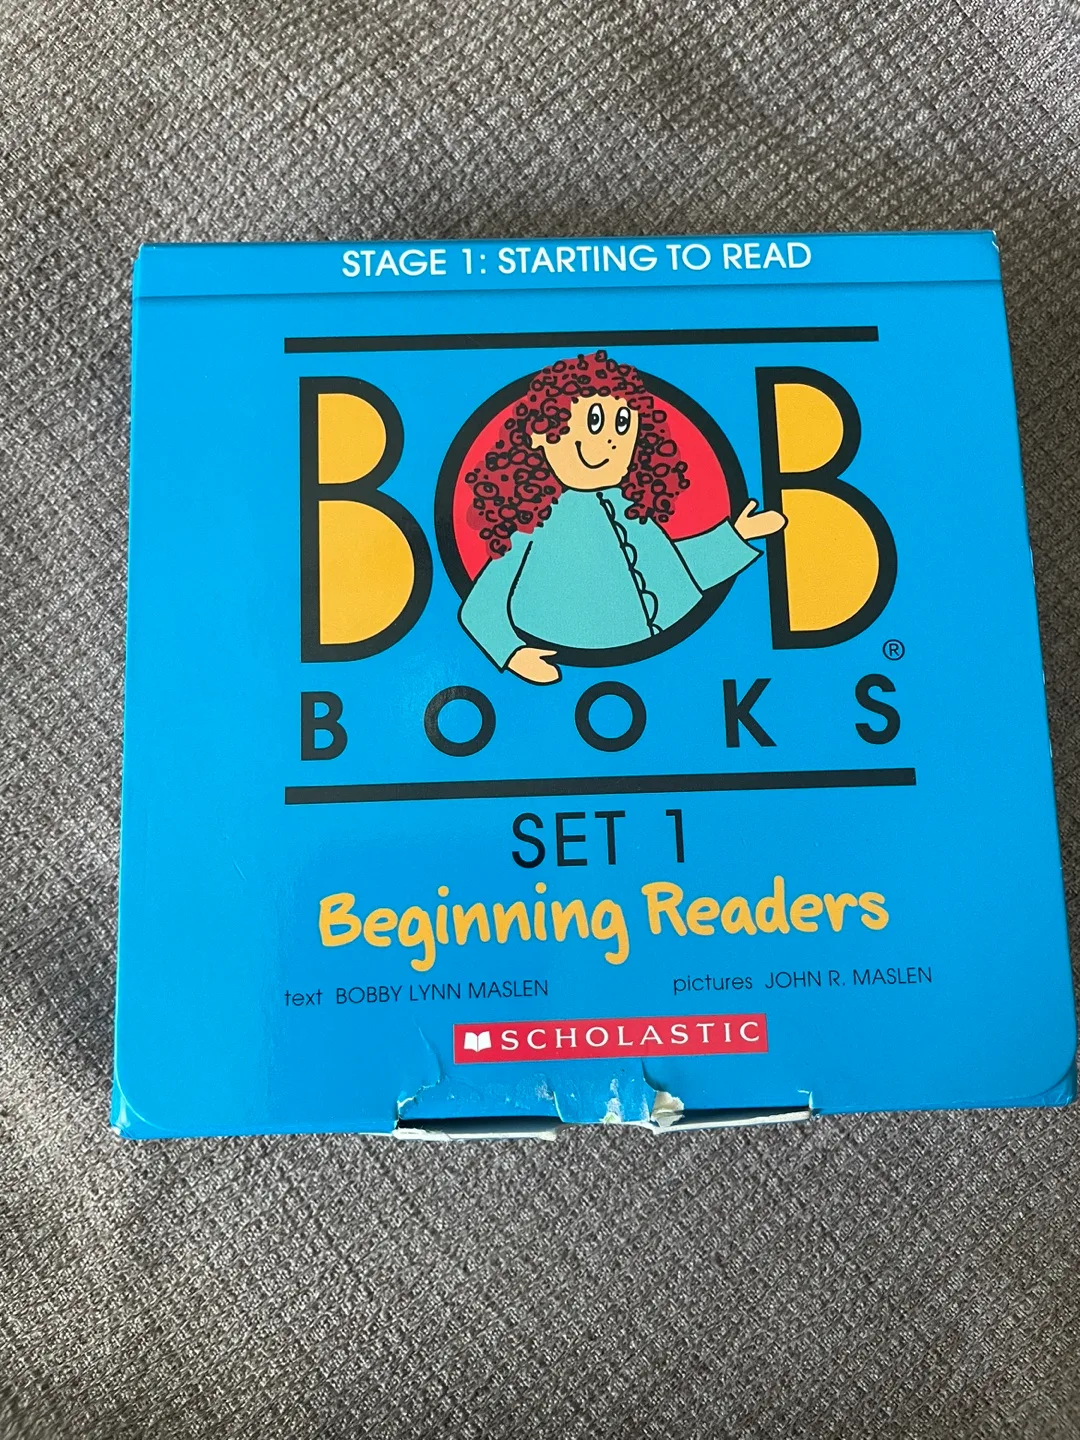 STAGE 1: STARTING TO READ
BOB
®
BOOKS
SET 1
Beginning Readers
text BOBBY LYNN MASLEN pictures JOHN R. MASLEN
SCHOLASTIC